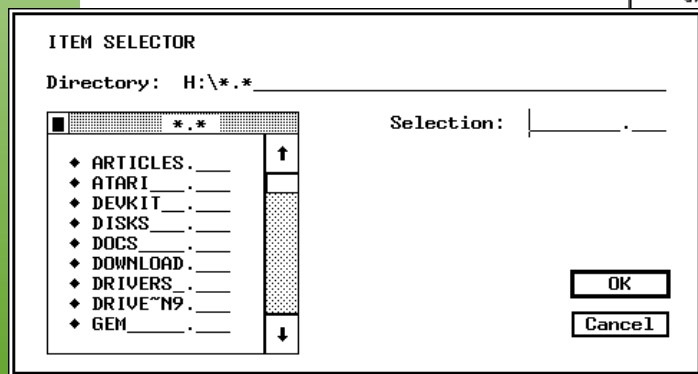 ITEM SELECTOR
Directory: H:\*.*___________________________________________
*.*
Selection: ________.___
ARTICLES.___
ATARI___.___
DEVKIT__.___
DISKS___.___
DOCS____.___
DOWNLOAD.___
DRIVERS_.___
DRIVE~N9.___
GEM_____.___
OK
Cancel